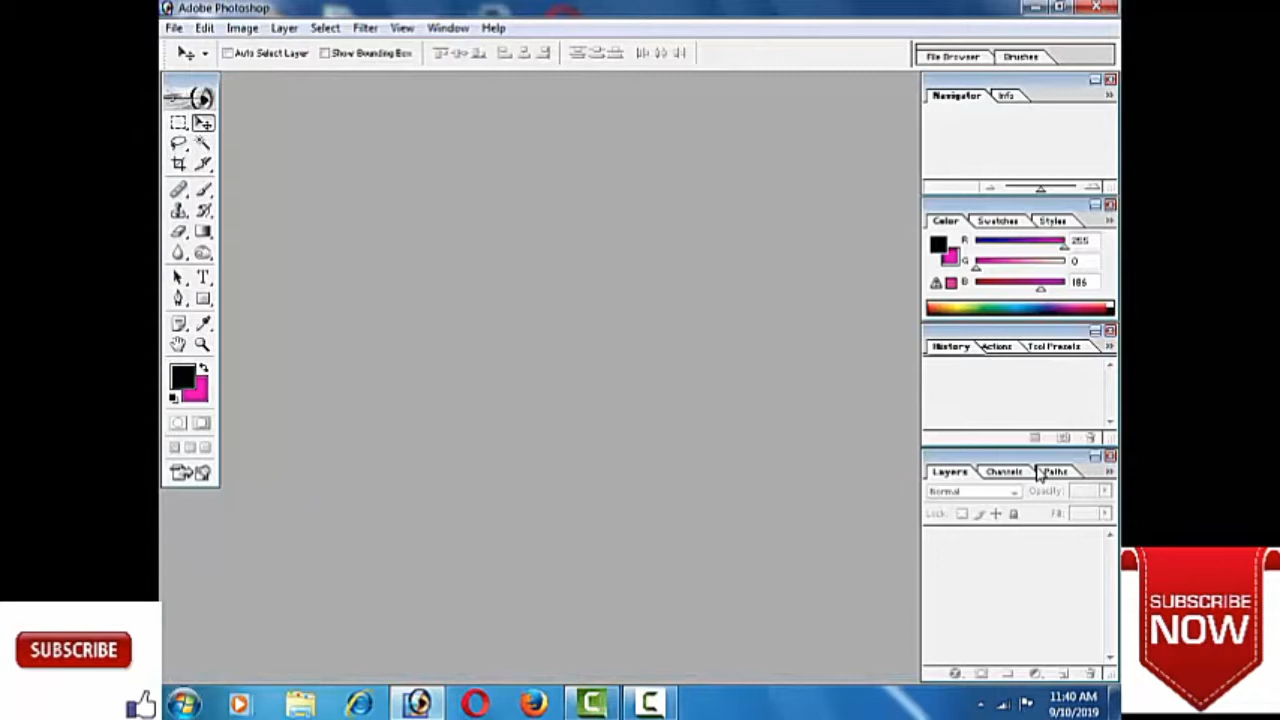 Adobe Photoshop
File Edit Image Layer Select Filter View Window Help
Auto Select Layer Show Bounding Box
File Browser Brushes
Navigator Info
Color Swatches Styles
R 255
G 0
B 186
History Actions Tool Presets
Layers Channels Paths
Normal Opacity:
Lock: Fill:
SUBSCRIBE
SUBSCRIBE
NOW
11:40 AM
9/10/2019